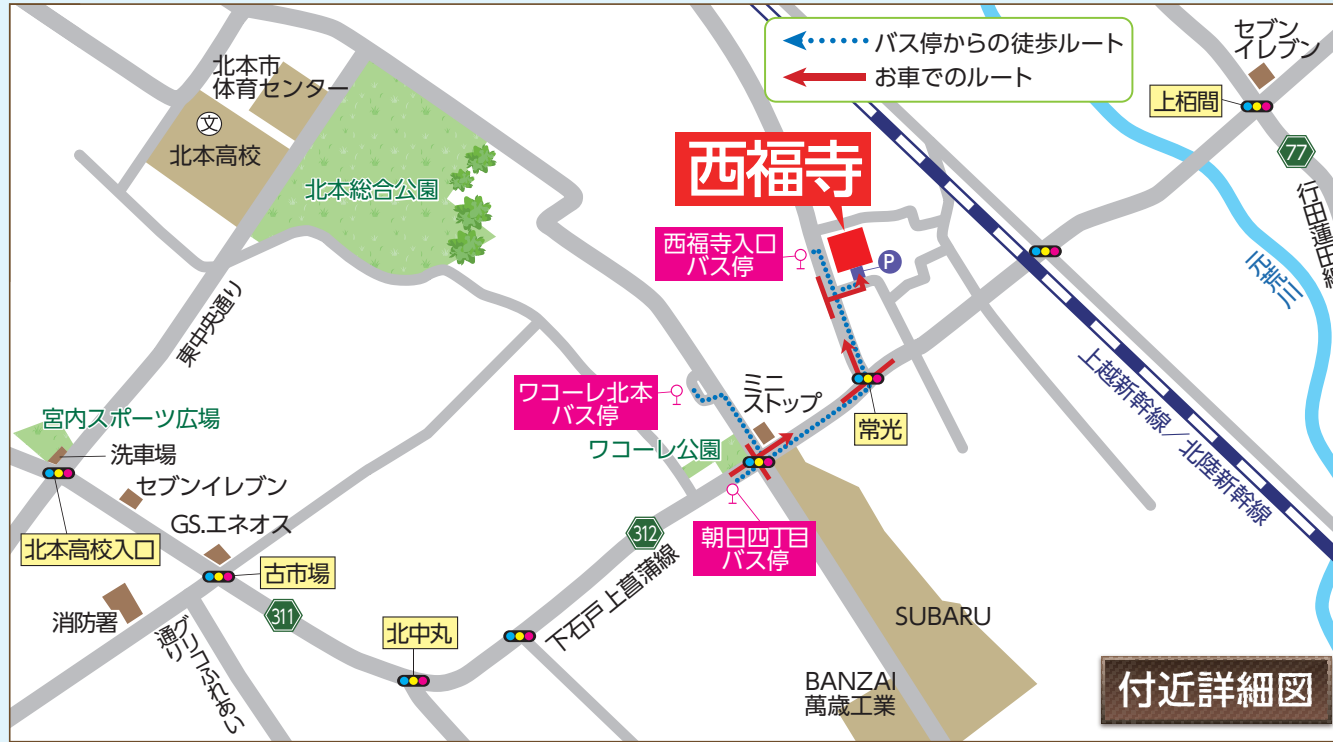 バス停からの徒歩ルート
お車でのルート
セブン
イレブン
上栢間
77
行田蓮田線
元荒川
北本市
体育センター
文
北本高校
北本総合公園
西福寺
西福寺入口
バス停
P
東中央通り
上越新幹線／北陸新幹線
ミニ
ストップ
ワコーレ北本
バス停
常光
宮内スポーツ広場
ワコーレ公園
洗車場
セブンイレブン
GS.エネオス
北本高校入口
312
朝日四丁目
バス停
古市場
下石戸上菖蒲線
消防署
311
グリコふれあい
通り
北中丸
SUBARU
BANZAI
萬歳工業
付近詳細図